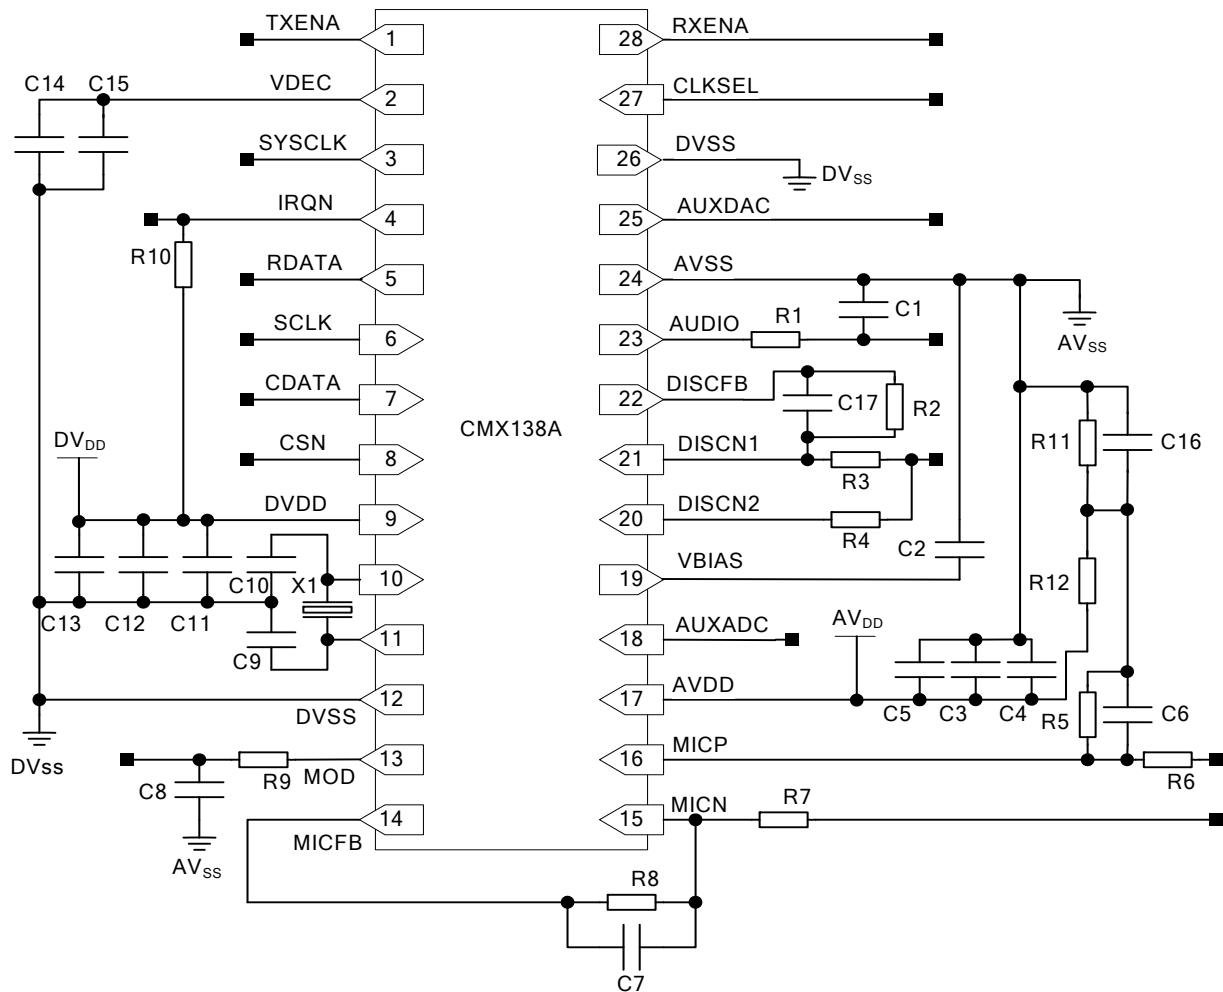 TXENA
1
28
RXENA
C14
C15
VDEC
2
27
CLKSEL
SYSCLK
3
26
DVSS
DVSS
IRQN
4
25
AUXDAC
R10
RDATA
5
24
AVSS
C1
R1
AVSS
SCLK
6
23
AUDIO
CDATA
7
22
DISCFB
C17
R2
CMX138A
R11
C16
DVDD
CSN
8
21
DISCN1
R3
DVDD
9
20
DISCN2
R4
C2
C10
X1
10
19
VBIAS
R12
C13
C12
C11
C9
11
18
AUXADC
AVDD
12
DVSS
17
AVDD
C5
C3
C4
R5
C6
DVss
13
MOD
R9
C8
16
MICP
R6
14
MICFB
15
MICN
R7
AVSS
R8
C7